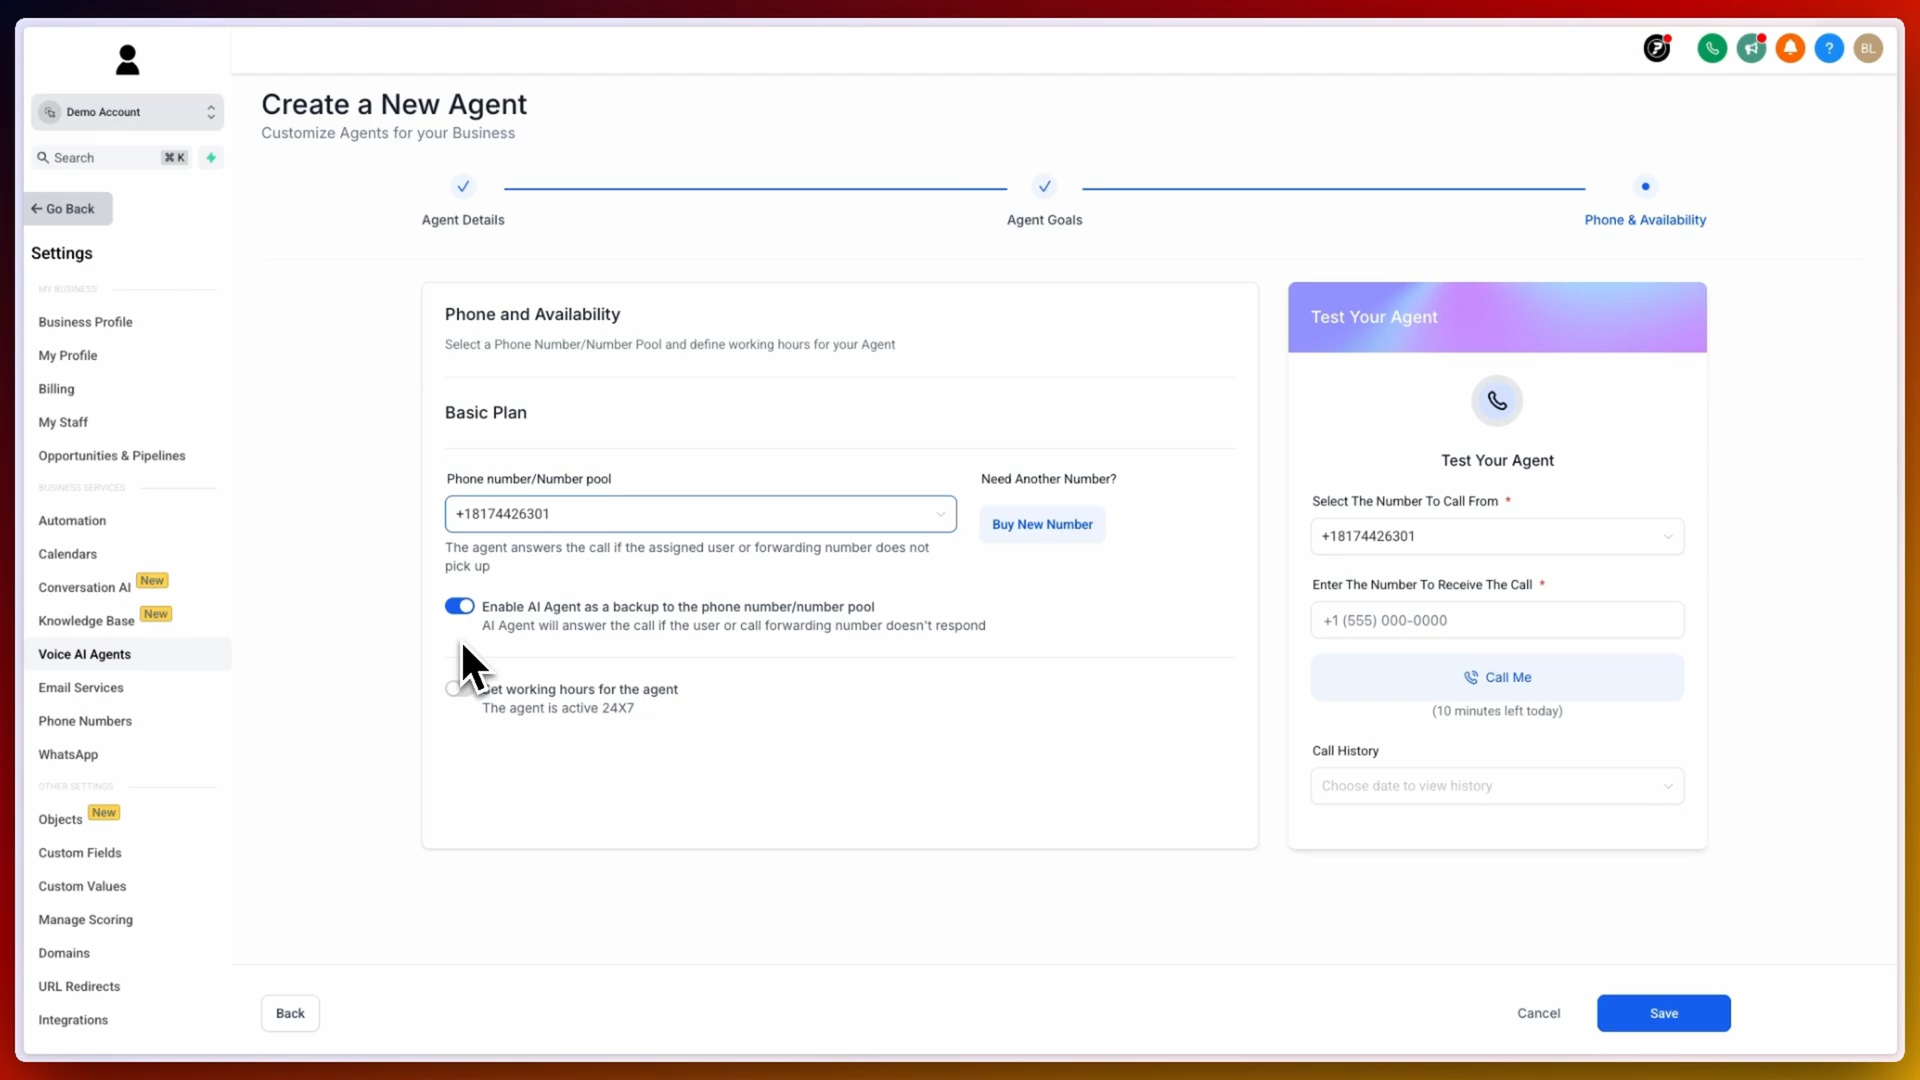 BL
Demo Account
Search ⌘ K
Go Back
Settings
MY BUSINESS
Business Profile
My Profile
Billing
My Staff
Opportunities & Pipelines
BUSINESS SERVICES
Automation
Calendars
Conversation AI New
Knowledge Base New
Voice AI Agents
Email Services
Phone Numbers
WhatsApp
OTHER SETTINGS
Objects New
Custom Fields
Custom Values
Manage Scoring
Domains
URL Redirects
Integrations
Create a New Agent
Customize Agents for your Business
Agent Details
Agent Goals
Phone & Availability
Phone and Availability
Select a Phone Number/Number Pool and define working hours for your Agent
Basic Plan
Phone number/Number pool
+18174426301
The agent answers the call if the assigned user or forwarding number does not
pick up
Need Another Number?
Buy New Number
Enable AI Agent as a backup to the phone number/number pool
AI Agent will answer the call if the user or call forwarding number doesn't respond
working hours for the agent
The agent is active 24X7
Test Your Agent
Test Your Agent
Select The Number To Call From *
+18174426301
Enter The Number To Receive The Call *
+1 (555) 000-0000
Call Me
(10 minutes left today)
Call History
Choose date to view history
Back
Cancel
Save